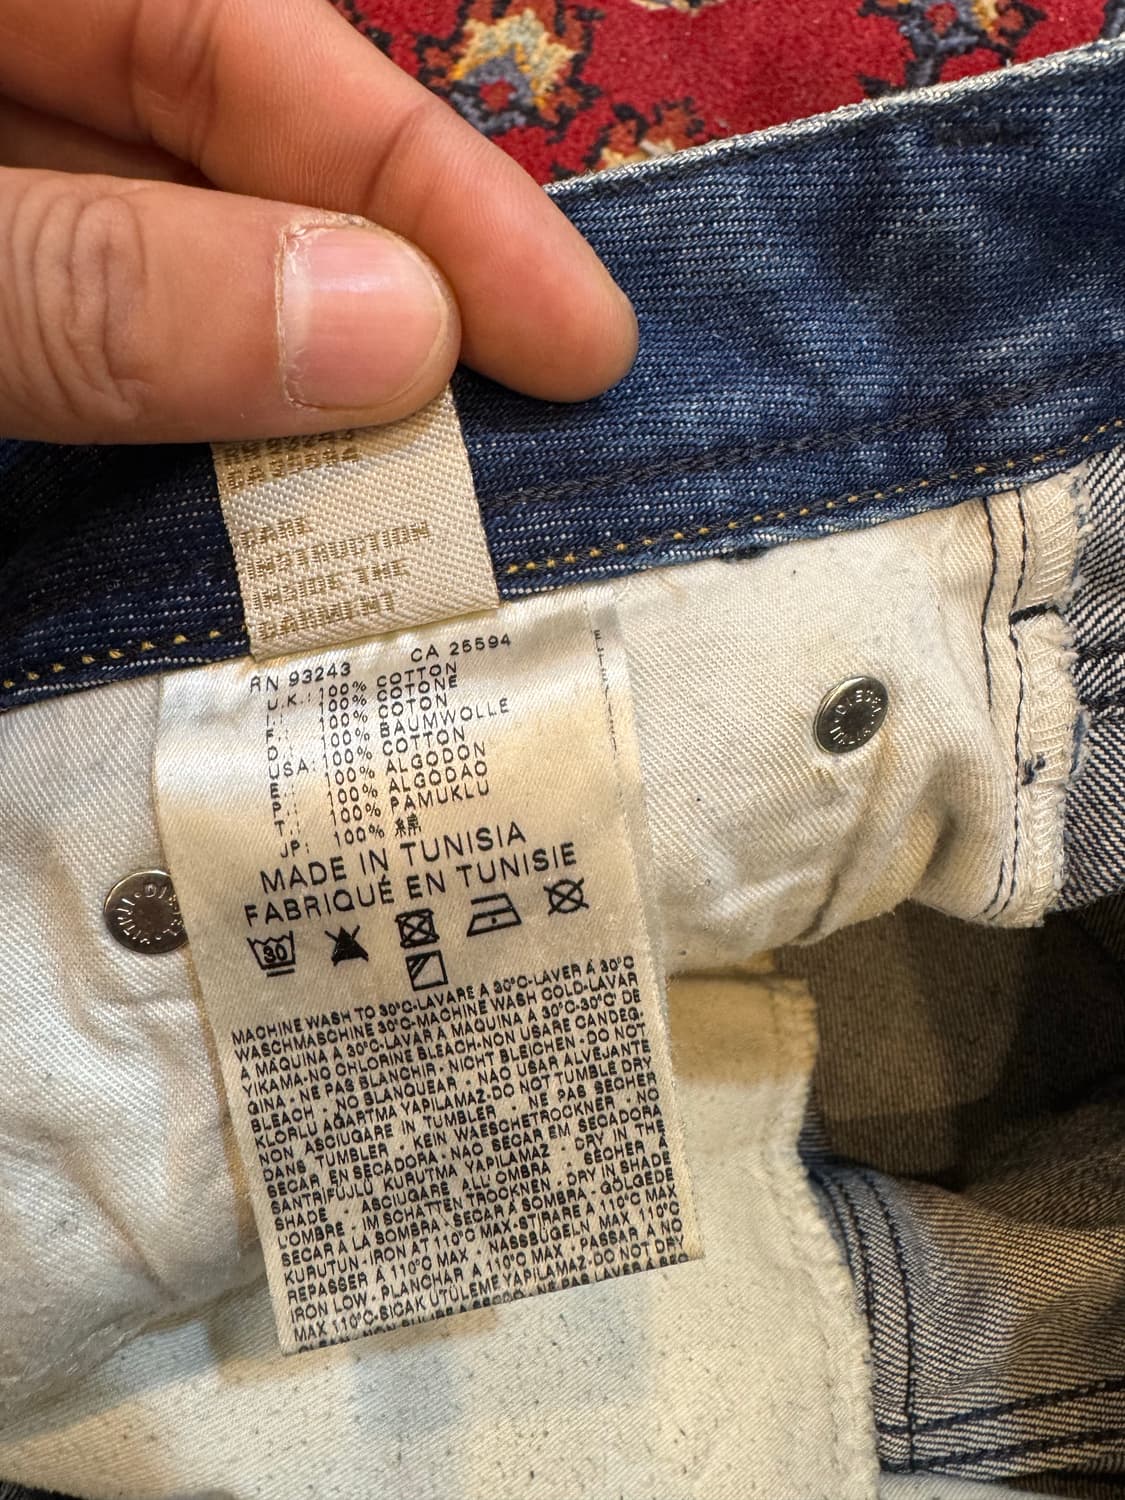 CA 25594
CARE
INSTRUCTION
INSIDE THE
GARMENT
RN 93243 CA 25594
U.K.: 100% COTTON
I.: 100% COTONE
F.: 100% COTON
D.: 100% BAUMWOLLE
USA: 100% COTTON
E.: 100% ALGODON
P.: 100% ALGODAO
T.: 100% PAMUKLU
JP: 100% 綿
MADE IN TUNISIA
FABRIQUÉ EN TUNISIE
30
MACHINE WASH TO 30°C-LAVARE A 30°C-LAVER Á 30°C
WASCHMASCHINE 30°C-MACHINE WASH COLD-LAVAR
A MAQUINA A 30°C-LAVAR A MAQUINA A 30°C-30°C' DE
YIKAMA-NO CHLORINE BLEACH-NON USARE CANDEG-
GINA - NE PAS BLANCHIR - NICHT BLEICHEN - DO NOT
BLEACH - NO BLANQUEAR - NAO USAR ALVEJANTE
KLORLU AGARTMA YAPILAMAZ-DO NOT TUMBLE DRY
NON ASCIUGARE IN TUMBLER - NE PAS SECHER
DANS TUMBLER - KEIN WAESCHETROCKNER - NO
SECAR EN SECADORA - NAO SECAR EM SECADORA
SANTRIFUJLU KURUTMA YAPILMAZ - DRY IN THE
SHADE - ASCIUGARE ALL'OMBRA - SÉCHER Á
L'OMBRE - IM SCHATTEN TROCKNEN - DRY IN SHADE
SECAR A LA SOMBRA - SECAR A SOMBRA - GÖLGEDE
KURUTUN - IRON AT 110°C MAX-STIRARE A 110°C MAX
REPASSER Á 110°C MAX - NASSBÜGELN MAX 110°C
IRON LOW - PLANCHAR A 110°C MAX - PASSAR A NO
MAX 110°C-SICAK UTULEME YAPILMAZ-DO NOT DRY